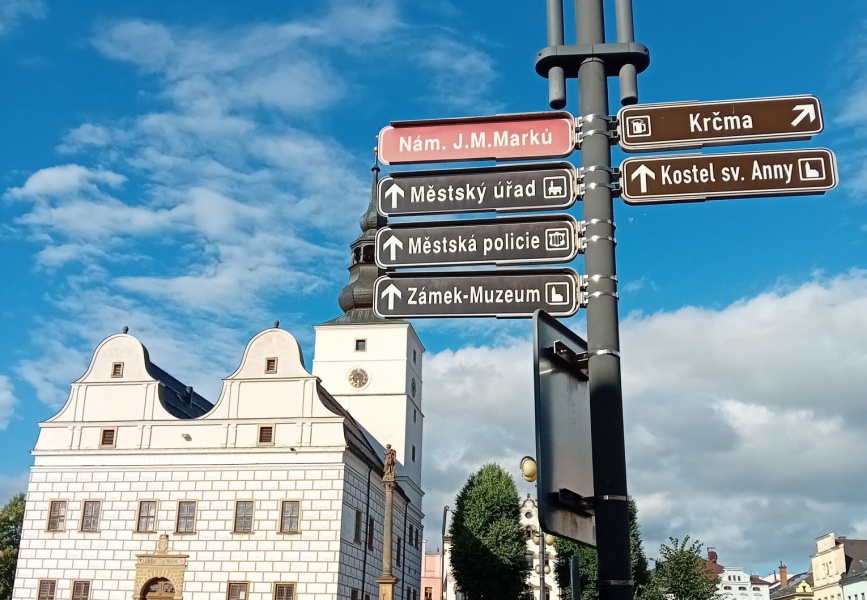 Nám. J.M.Marků
Městský úřad
Městská policie
Zámek-Muzeum
Krčma
Kostel sv. Anny